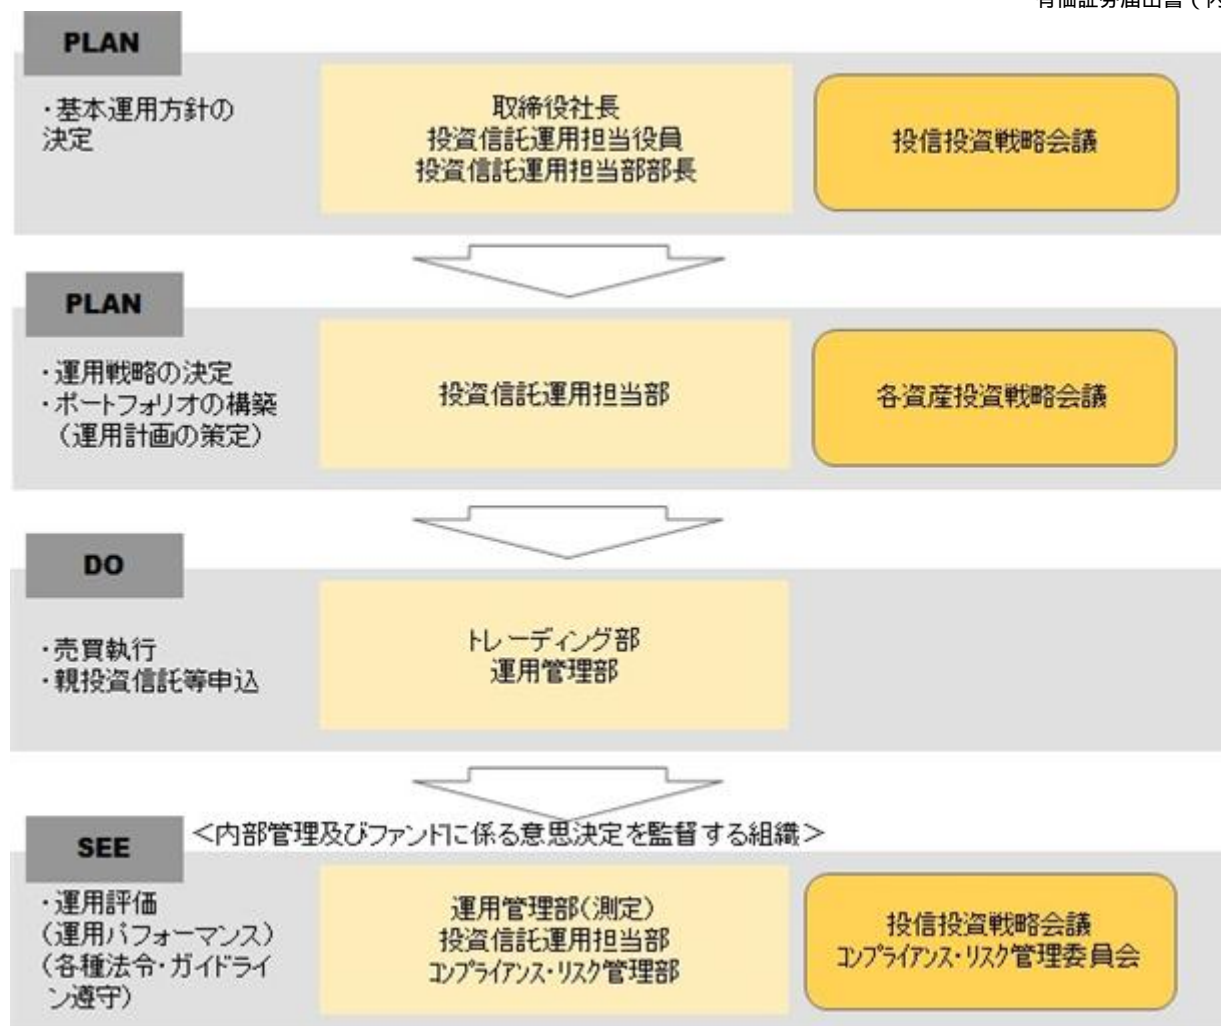 有価証券届出書（内
PLAN
・基本運用方針の
決定
取締役社長
投資信託運用担当役員
投資信託運用担当部部長
投信投資戦略会議
PLAN
・運用戦略の決定
・ポートフォリオの構築
（運用計画の策定）
投資信託運用担当部
各資産投資戦略会議
DO
・売買執行
・親投資信託等申込
トレーディング部
運用管理部
SEE
＜内部管理及びファンドに係る意思決定を監督する組織＞
・運用評価
（運用パフォーマンス）
（各種法令・ガイドライ
ン遵守）
運用管理部（測定）
投資信託運用担当部
コンプライアンス・リスク管理部
投信投資戦略会議
コンプライアンス・リスク管理委員会